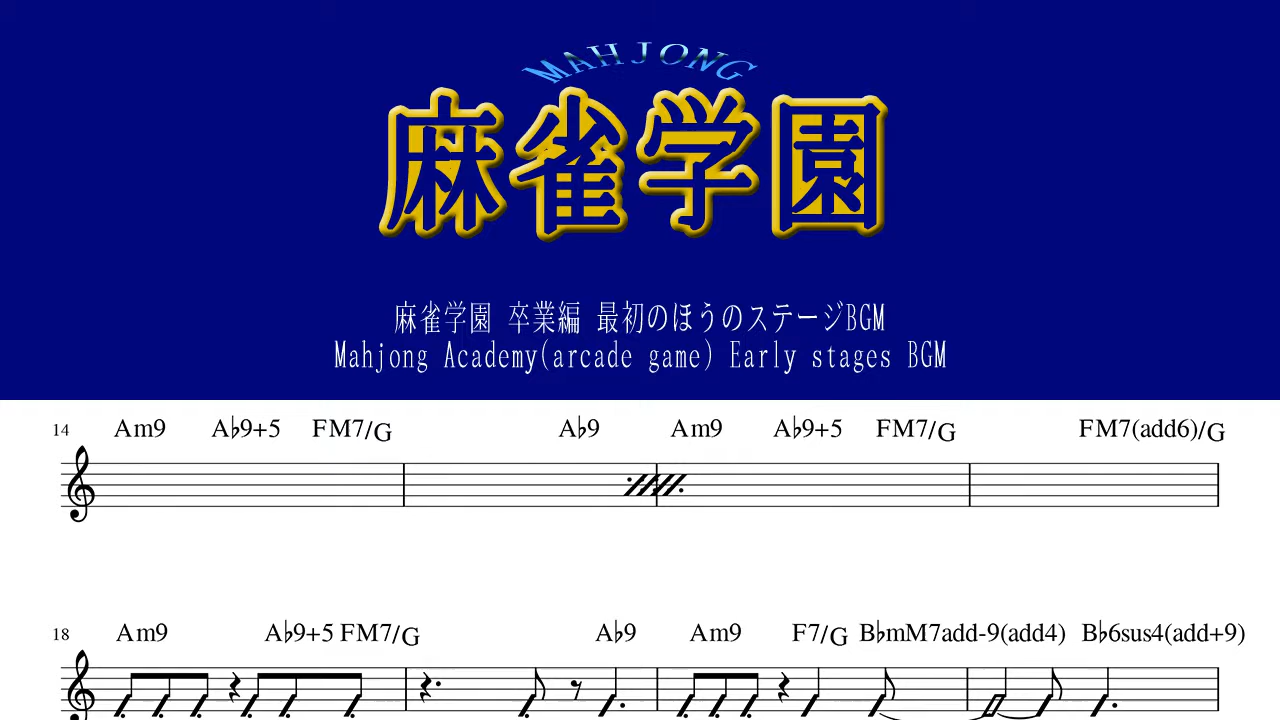 MAHJONG
麻雀学園
麻雀学園 卒業編 最初のほうのステージBGM
Mahjong Academy(arcade game) Early stages BGM
14 Am9 A♭9+5 FM7/G A♭9 Am9 A♭9+5 FM7/G FM7(add6)/G
18 Am9 A♭9+5 FM7/G A♭9 Am9 F7/G B♭mM7add-9(add4) B♭6sus4(add+9)